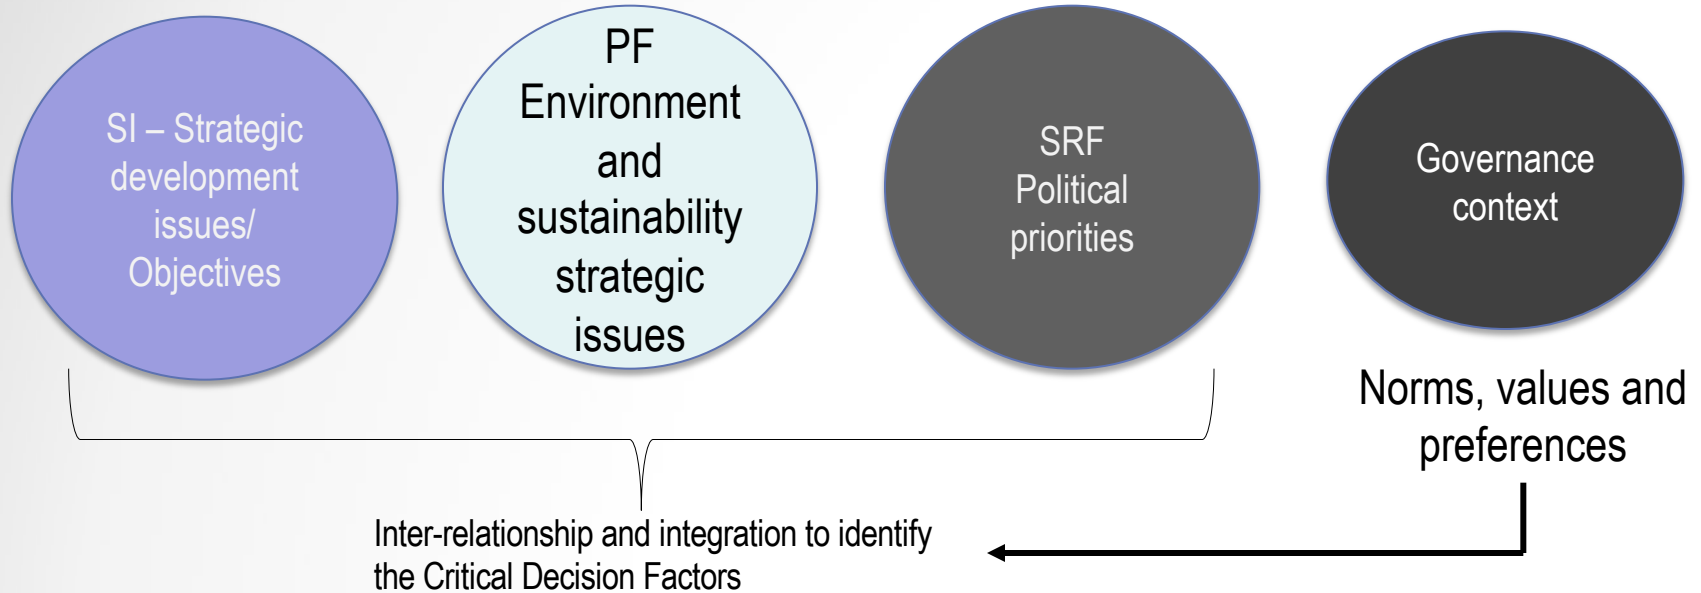 SI – Strategic
development
issues/
Objectives
PF
Environment
and
sustainability
strategic
issues
SRF
Political
priorities
Governance
context
Norms, values and
preferences
Inter-relationship and integration to identify
the Critical Decision Factors